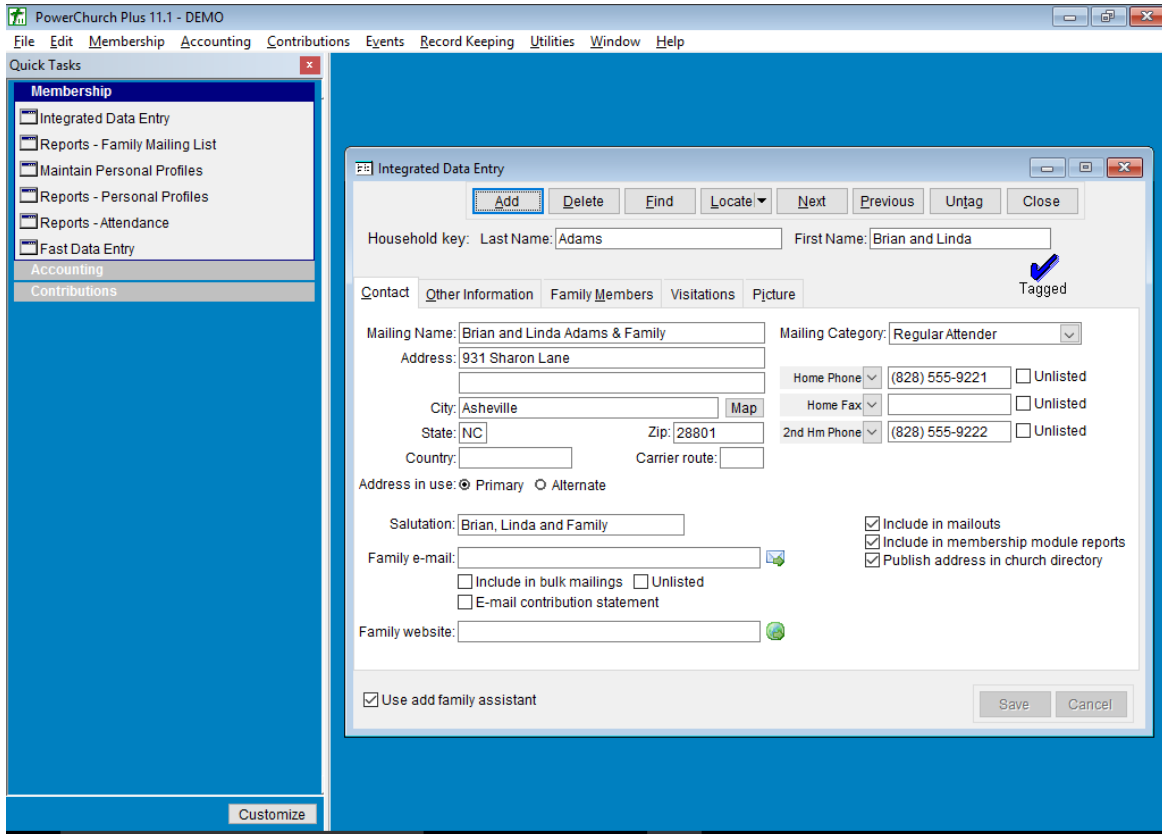 PowerChurch Plus 11.1 - DEMO
File Edit Membership Accounting Contributions Events Record Keeping Utilities Window Help
Quick Tasks
Membership
Integrated Data Entry
Reports - Family Mailing List
Maintain Personal Profiles
Reports - Personal Profiles
Reports - Attendance
Fast Data Entry
Accounting
Contributions
Customize
Integrated Data Entry
Add Delete Find Locate Next Previous Untag Close
Household key: Last Name: Adams First Name: Brian and Linda
Tagged
Contact Other Information Family Members Visitations Picture
Mailing Name: Brian and Linda Adams & Family Mailing Category: Regular Attender
Address: 931 Sharon Lane
Home Phone (828) 555-9221 Unlisted
City: Asheville Map Home Fax Unlisted
State: NC Zip: 28801 2nd Hm Phone (828) 555-9222 Unlisted
Country: Carrier route:
Address in use: Primary Alternate
Salutation: Brian, Linda and Family Include in mailouts
Include in membership module reports
Family e-mail: Publish address in church directory
Include in bulk mailings Unlisted
E-mail contribution statement
Family website:
Use add family assistant
Save Cancel